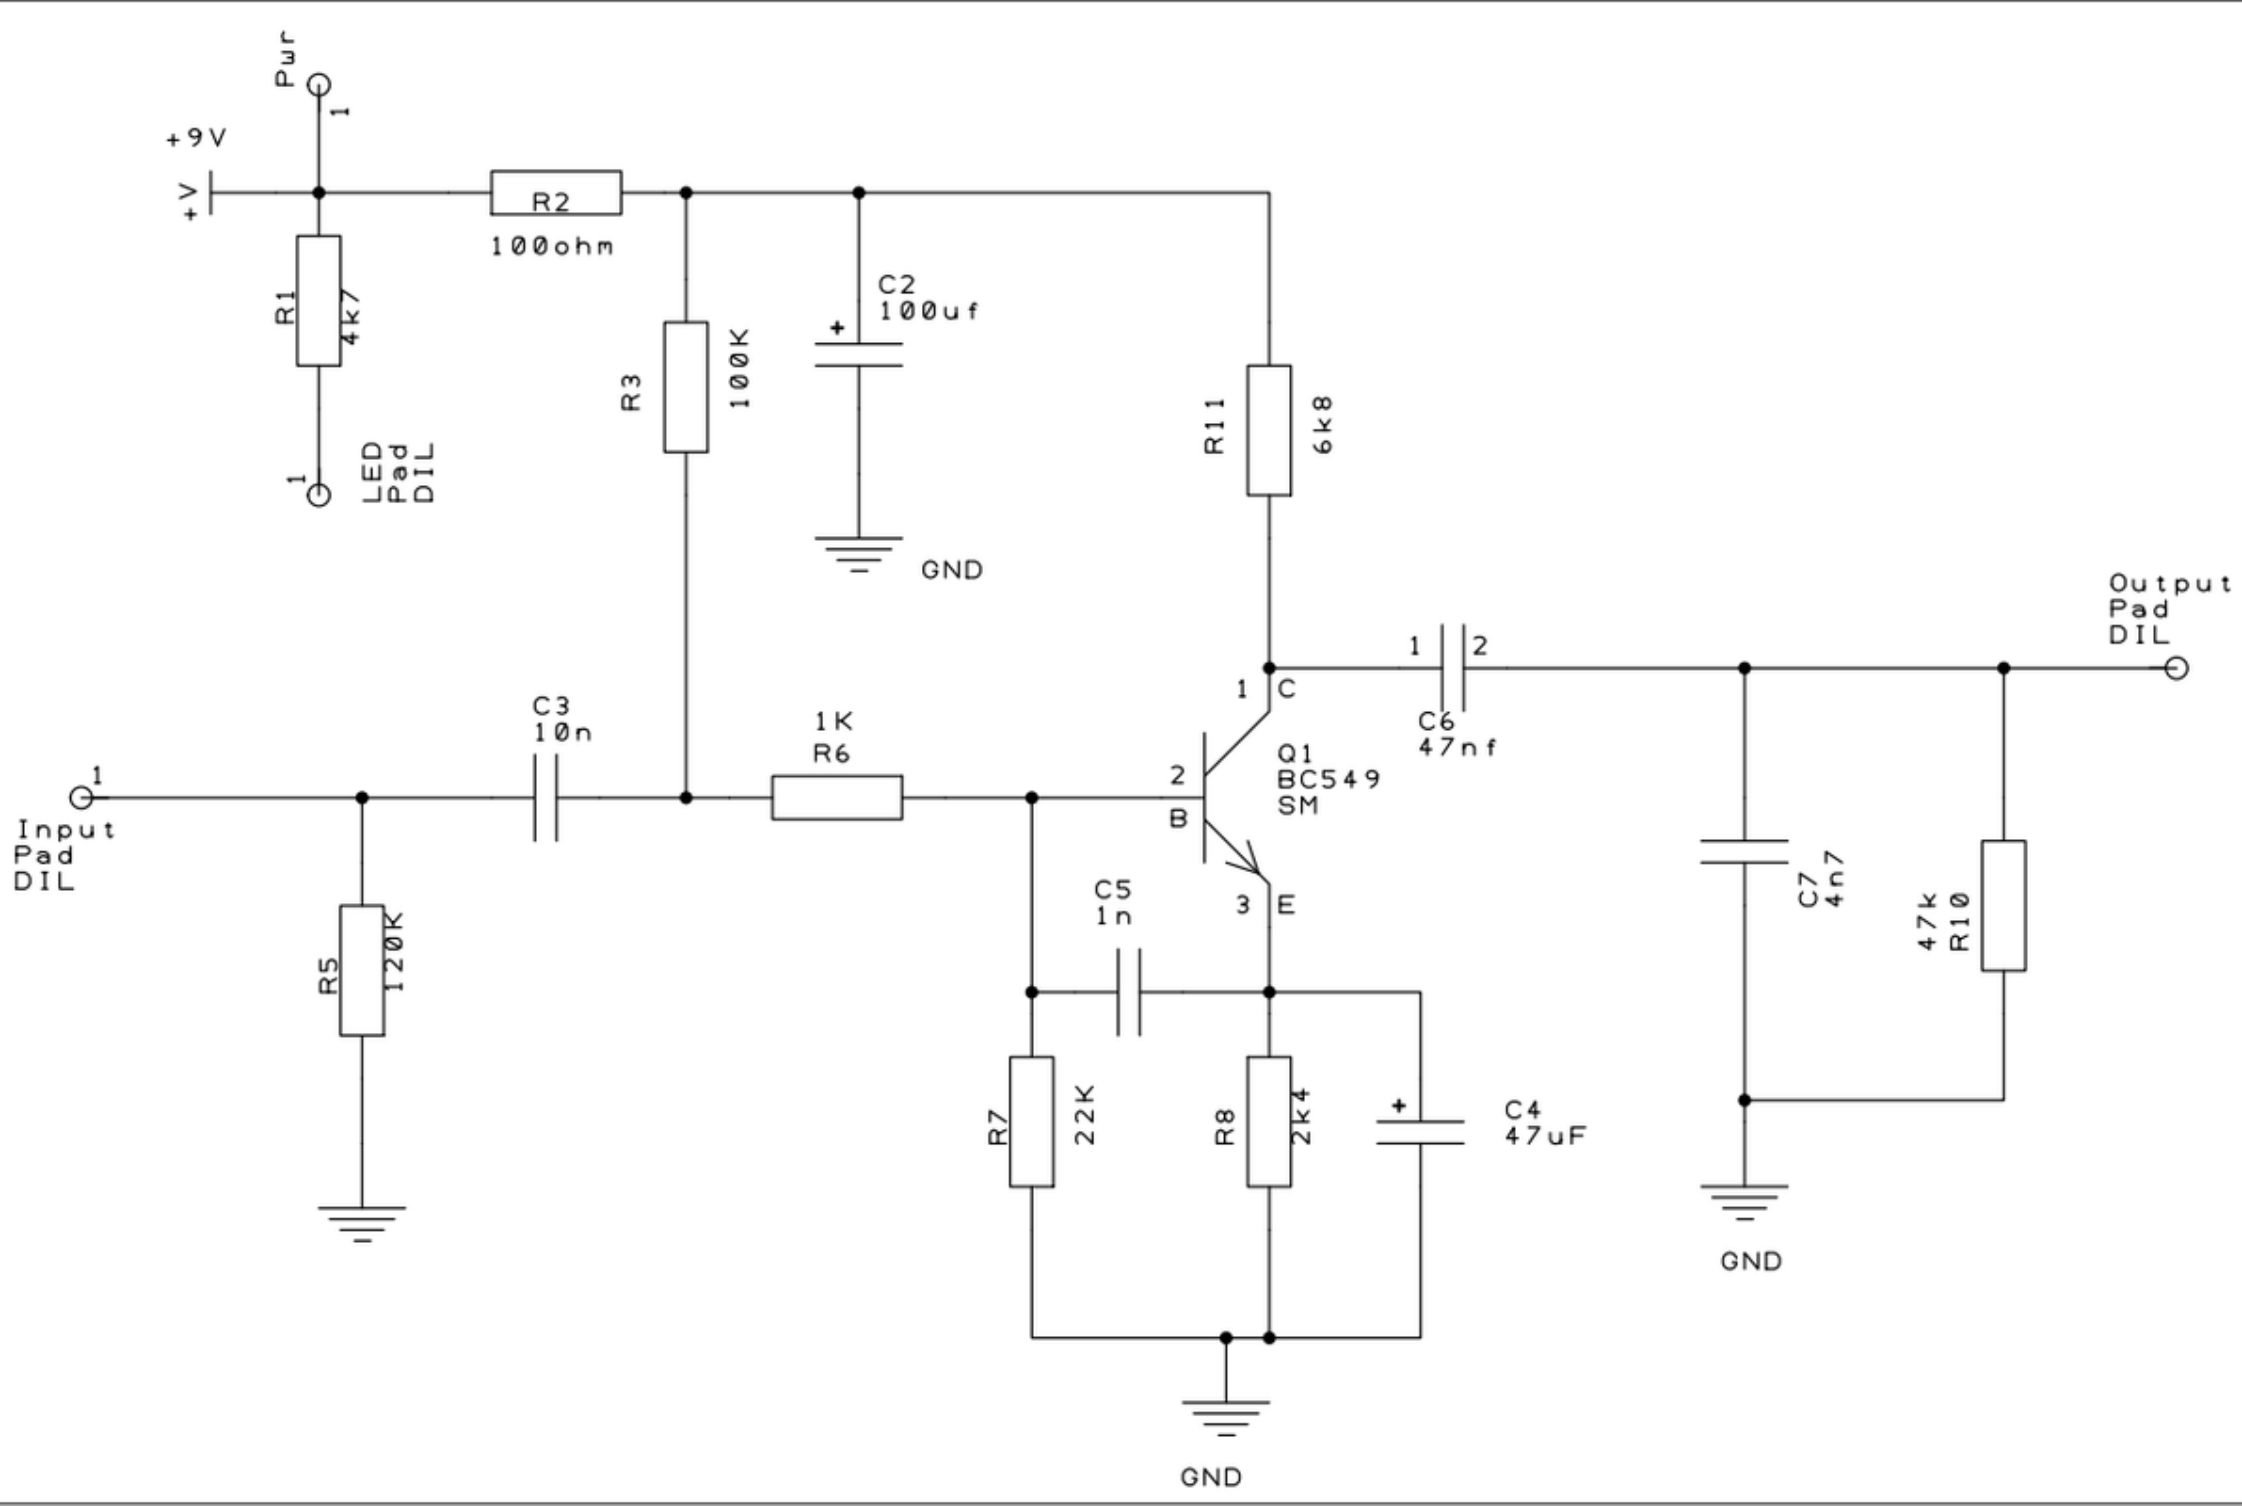 Pwr
1
+9V
+V
R2
100ohm
R1
4k7
1
LED
Pad
DIL
R3
100K
C2
100uf
+
GND
R11
6k8
Output
Pad
DIL
1
2
C6
47nf
1
C
Q1
BC549
SM
2
B
3
E
C3
10n
1K
R6
1
Input
Pad
DIL
R5
120K
C5
1n
R7
22K
R8
2k4
+
C4
47uF
C7
4n7
47k
R10
GND
GND